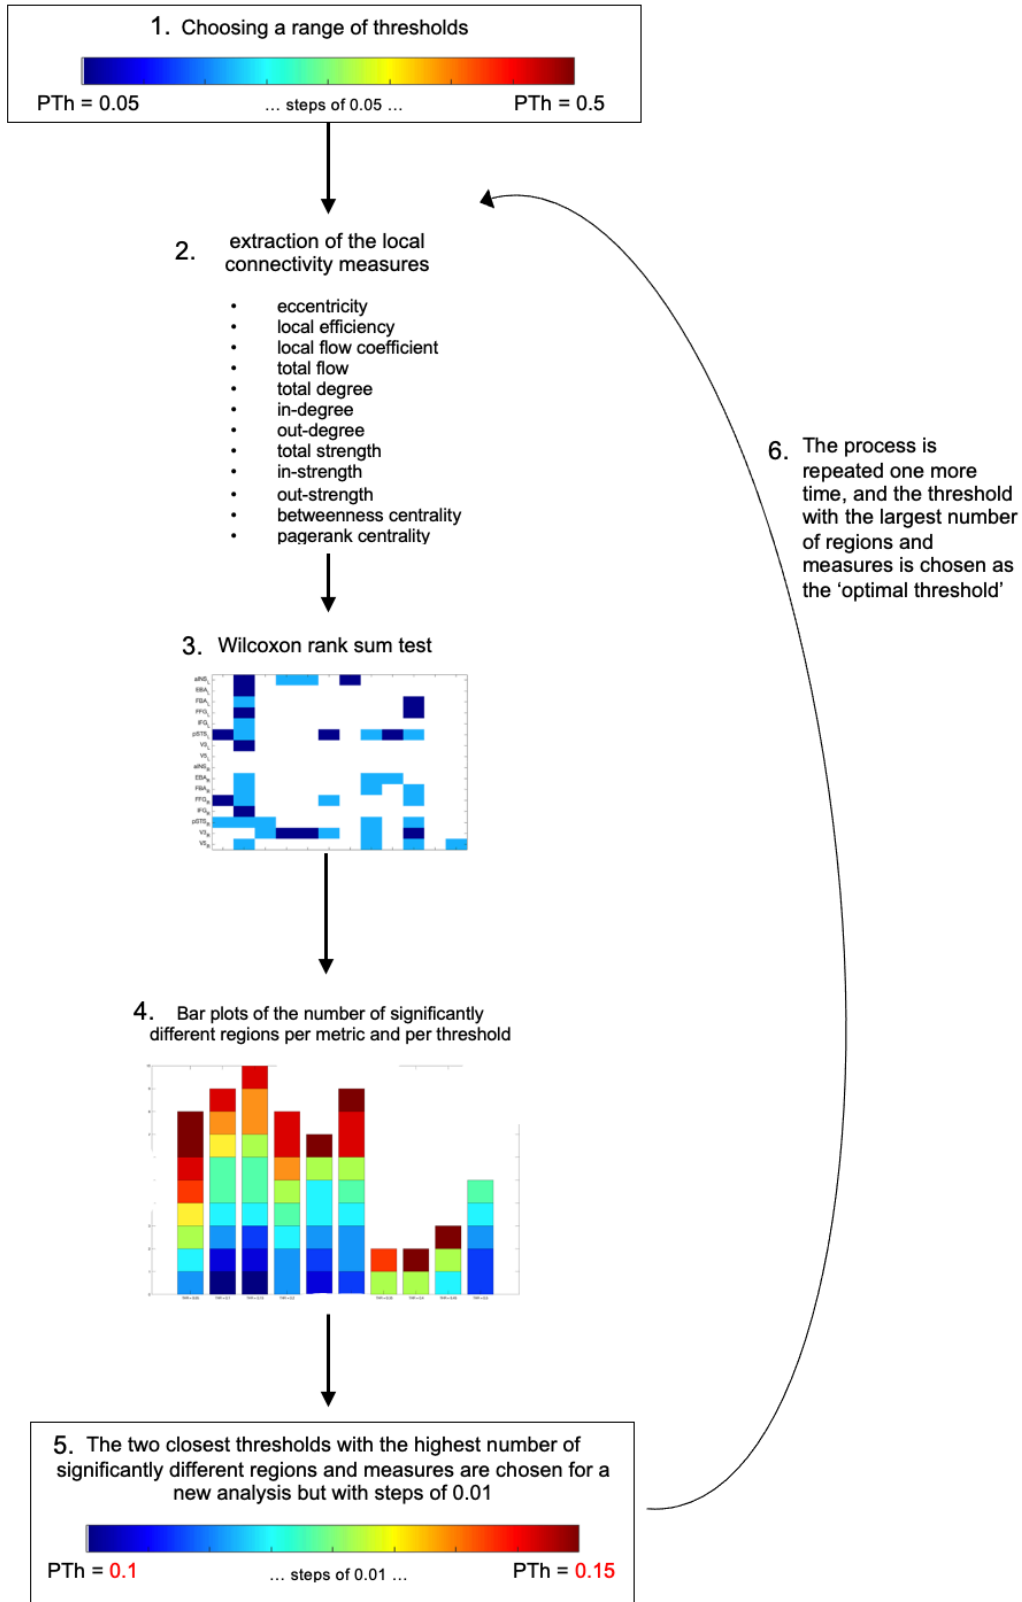 1. Choosing a range of thresholds
PTh = 0.05
... steps of 0.05 ...
PTh = 0.5
2. extraction of the local
connectivity measures
• eccentricity
• local efficiency
• local flow coefficient
• total flow
• total degree
• in-degree
• out-degree
• total strength
• in-strength
• out-strength
• betweenness centrality
• pagerank centrality
6. The process is
repeated one more
time, and the threshold
with the largest number
of regions and
measures is chosen as
the ‘optimal threshold’
3. Wilcoxon rank sum test
4. Bar plots of the number of significantly
different regions per metric and per threshold
5. The two closest thresholds with the highest number of
significantly different regions and measures are chosen for a
new analysis but with steps of 0.01
PTh = 0.1
... steps of 0.01 ...
PTh = 0.15